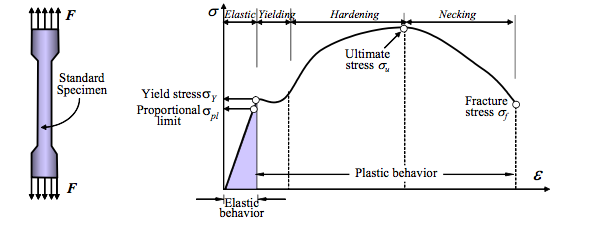 F
Standard
Specimen
F
σ
Elastic Yielding Hardening Necking
Ultimate
stress σu
Yield stress σY
Proportional σpl
limit
Fracture
stress σf
Plastic behavior
ε
Elastic
behavior